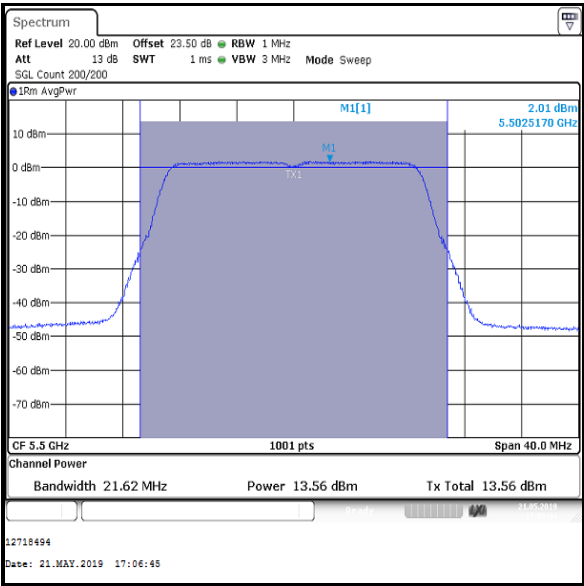 Spectrum
Ref Level 20.00 dBm Offset 23.50 dB RBW 1 MHz
Att 13 dB SWT 1 ms VBW 3 MHz Mode Sweep
SGL Count 200/200
1Rm AvgPwr
M1[1] 2.01 dBm
5.5025170 GHz
10 dBm
M1
0 dBm
TX1
-10 dBm
-20 dBm
-30 dBm
-40 dBm
-50 dBm
-60 dBm
-70 dBm
CF 5.5 GHz 1001 pts Span 40.0 MHz
Channel Power
Bandwidth 21.62 MHz Power 13.56 dBm Tx Total 13.56 dBm
Ready 21.05.2019
12718494
Date: 21.MAY.2019 17:06:45